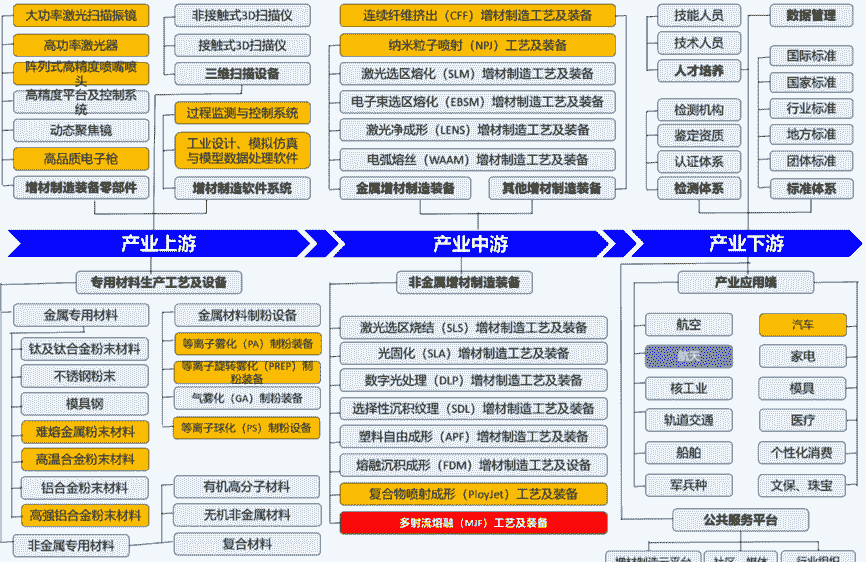 大功率激光扫描振镜
高功率激光器
阵列式高精度喷嘴喷
头
高精度平台及控制系
统
动态聚焦镜
高品质电子枪
增材制造装备零部件
非接触式3D扫描仪
接触式3D扫描仪
三维扫描设备
过程监测与控制系统
工业设计、模拟仿真
与模型数据处理软件
增材制造软件系统
连续纤维挤出（CFF）增材制造工艺及装备
纳米粒子喷射（NPJ）工艺及装备
激光选区熔化（SLM）增材制造工艺及装备
电子束选区熔化（EBSM）增材制造工艺及装备
激光净成形（LENS）增材制造工艺及装备
电弧熔丝（WAAM）增材制造工艺及装备
金属增材制造装备
其他增材制造装备
技能人员
技术人员
人才培养
检测机构
鉴定资质
认证体系
检测体系
数据管理
国际标准
国家标准
行业标准
地方标准
团体标准
标准体系
产业上游
产业中游
产业下游
专用材料生产工艺及设备
金属专用材料
钛及钛合金粉末材料
不锈钢粉末
模具钢
难熔金属粉末材料
高温合金粉末材料
铝合金粉末材料
高强铝合金粉末材料
非金属专用材料
金属材料制粉设备
等离子雾化（PA）制粉装备
等离子旋转雾化（PREP）制
粉装备
气雾化（GA）制粉装备
等离子球化（PS）制粉设备
有机高分子材料
无机非金属材料
复合材料
非金属增材制造装备
激光选区烧结（SLS）增材制造工艺及装备
光固化（SLA）增材制造工艺及装备
数字光处理（DLP）增材制造工艺及装备
选择性沉积纹理（SDL）增材制造工艺及装备
塑料自由成形（APF）增材制造工艺及装备
熔融沉积成形（FDM）增材制造工艺及设备
复合物喷射成形（PloyJet）工艺及装备
多射流熔融（MJF）工艺及装备
产业应用端
航空
航天
核工业
轨道交通
船舶
军兵种
汽车
家电
模具
医疗
个性化消费
文保、珠宝
公共服务平台
增材制造云平台
社区、媒体
行业组织